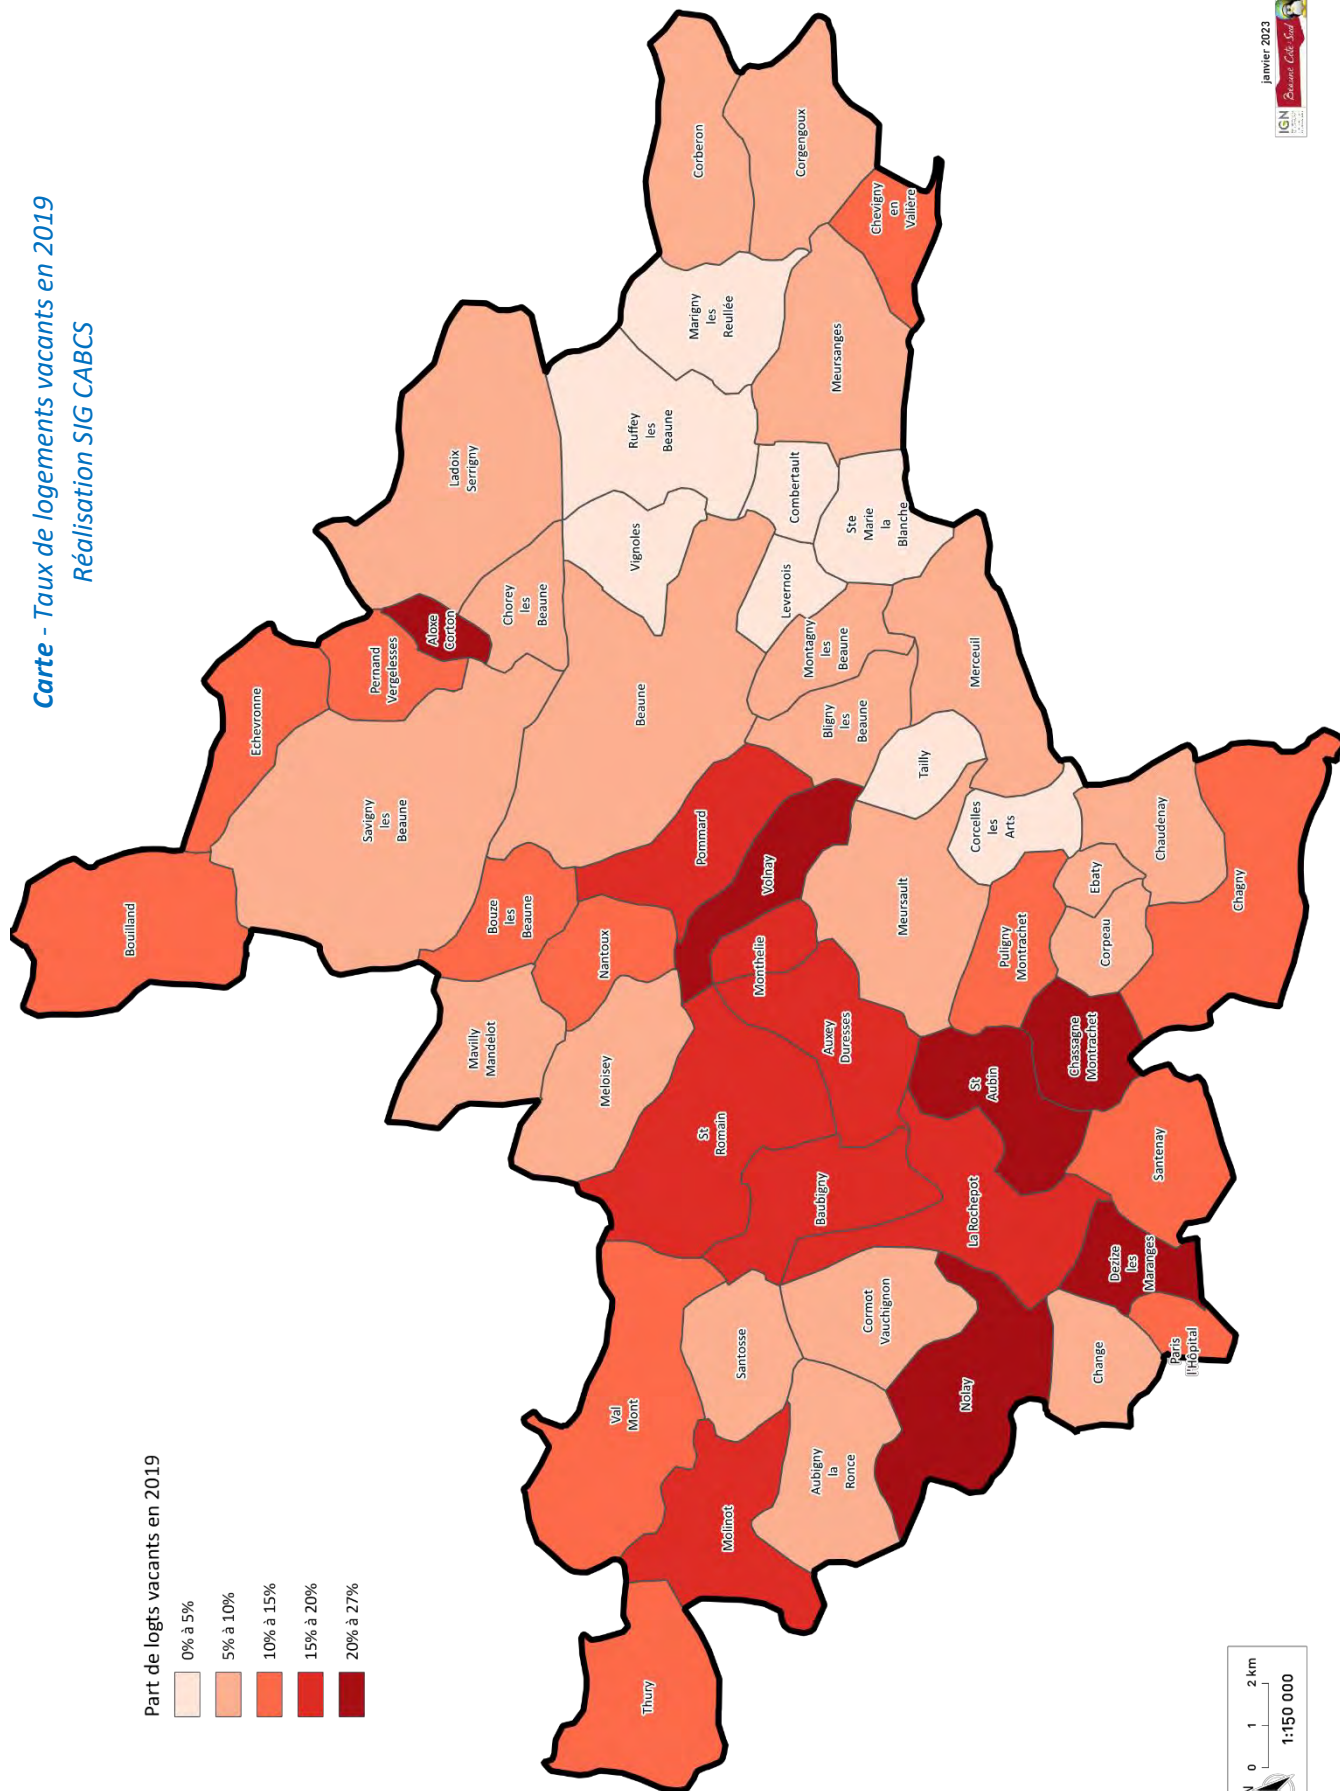 Carte - Taux de logements vacants en 2019
Réalisation SIG CABCS
Part de logts vacants en 2019
0% à 5%
5% à 10%
10% à 15%
15% à 20%
20% à 27%
Bouilland
Echevronne
Savigny
les
Beaune
Pernand
Vergelesses
Aloxe
Corton
Ladoix
Serrigny
Chorey
les
Beaune
Mavilly
Mandelot
Bouze
les
Beaune
Nantoux
Meloisey
Beaune
Vignoles
Ruffey
les
Beaune
Marigny
les
Reullée
Corberon
Corgengoux
Chevigny
en
Valière
Meursanges
Combertault
Ste
Marie
la
Blanche
Levernois
Montagny
les
Beaune
Bligny
les
Beaune
Merceuil
Tailly
Corcelles
les
Arts
Pommard
Volnay
Monthelie
Meursault
Auxey
Duresses
St
Romain
Baubigny
La Rochepot
St
Aubin
Puligny
Montrachet
Chassagne
Montrachet
Corpeau
Ebaty
Chaudenay
Chagny
Santenay
Dezize
les
Maranges
Paris
l'Hôpital
Change
Nolay
Cormot
Vauchignon
Santosse
Aubigny
la
Ronce
Val
Mont
Molinot
Thury
N
0 1 2 km
1:150 000
janvier 2023
IGN
Beaune Côte-Sud